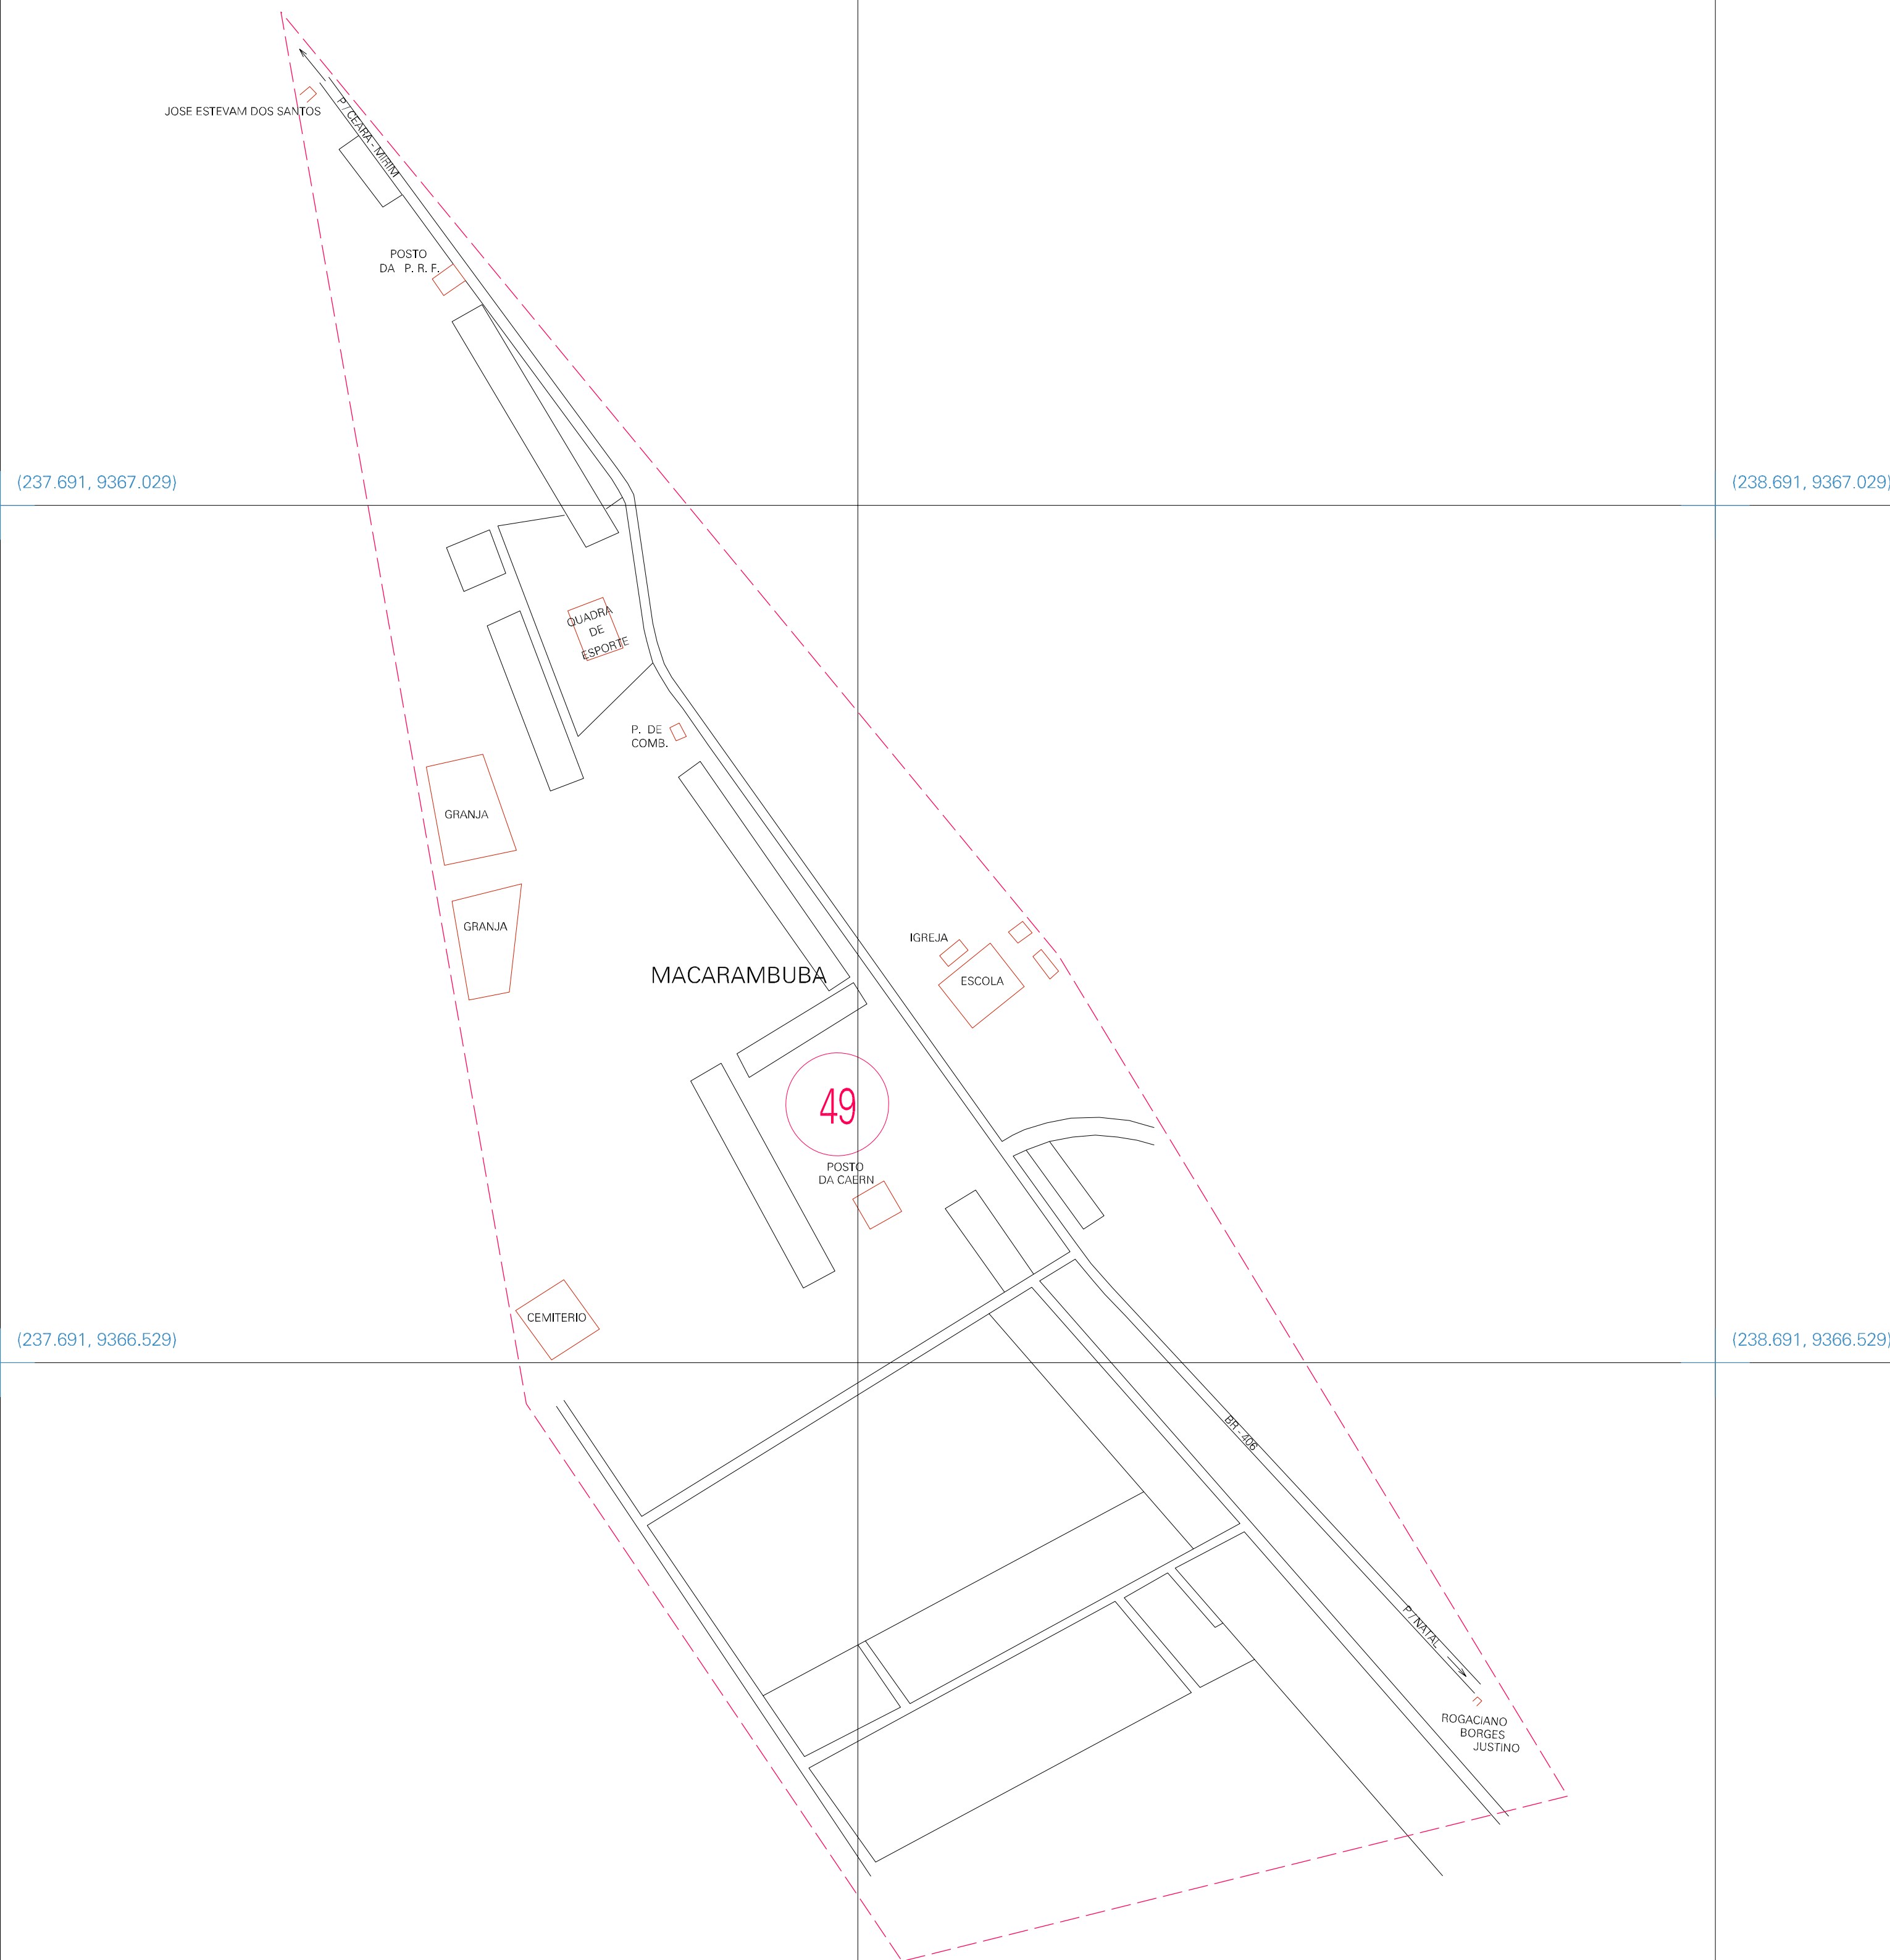 JOSE ESTEVAM DOS SANTOS
P / CEARA - MIRIM
POSTO
DA P. R. F.
(237.691, 9367.029)
(238.691, 9367.029)
QUADRA
DE
ESPORTE
P. DE
COMB.
GRANJA
GRANJA
IGREJA
ESCOLA
MACARAMBUBA
49
POSTO
DA CAERN
CEMITERIO
(237.691, 9366.529)
(238.691, 9366.529)
BR - 406
P / NATAL
ROGACIANO
BORGES
JUSTINO